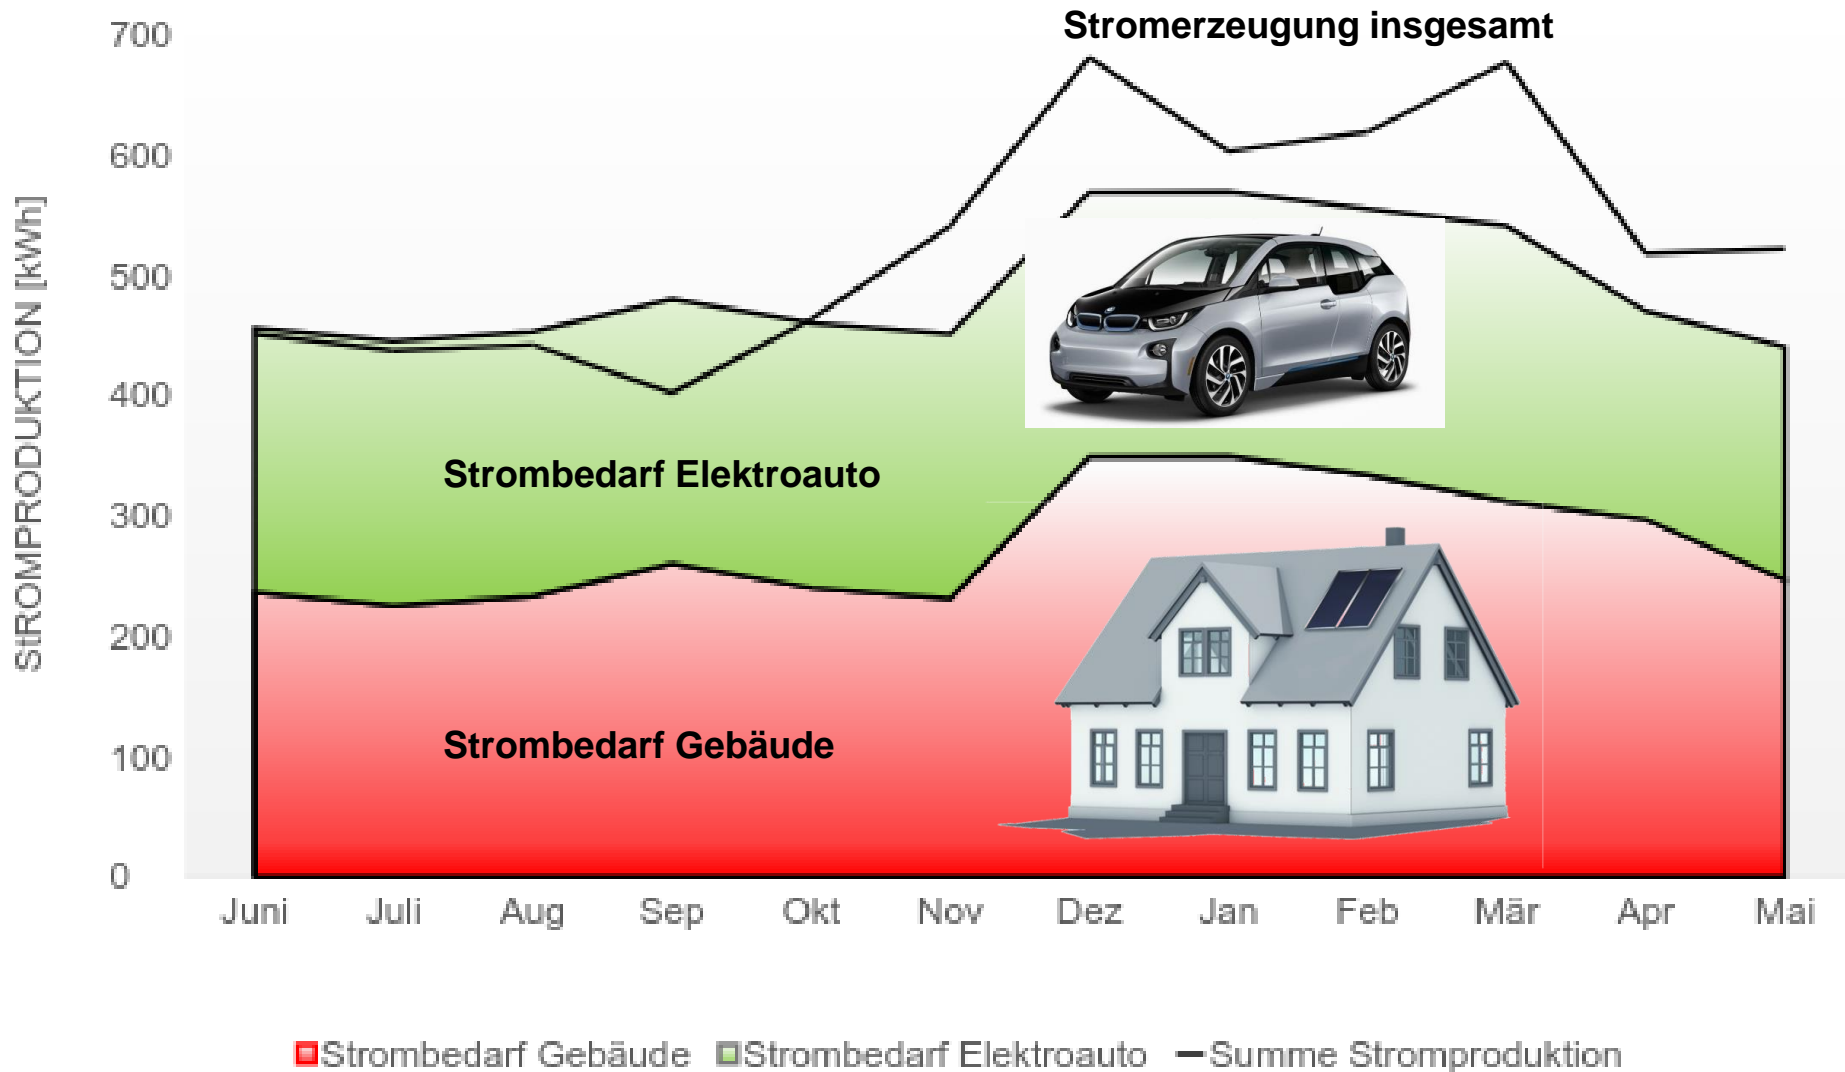 Stromerzeugung insgesamt
700
600
500
400
300
200
100
0
StROMPRODUKTION [kWh]
Strombedarf Elektroauto
Strombedarf Gebäude
Juni Juli Aug Sep Okt Nov Dez Jan Feb Mär Apr Mai
Strombedarf Gebäude Strombedarf Elektroauto Summe Stromproduktion